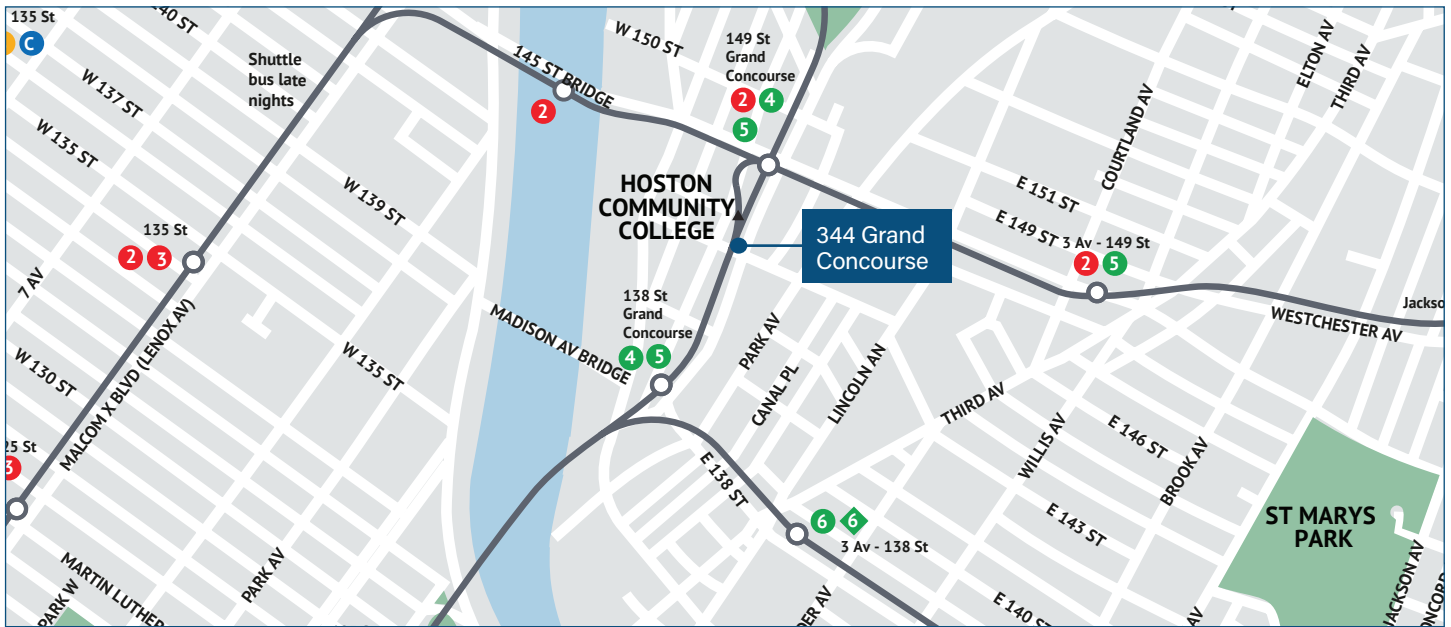 135 St
C
40 ST
W 137 ST
W 135 ST
Shuttle
bus late
nights
W 139 ST
135 St
2 3
7 AV
W 130 ST
MALCOM X BLVD (LENOX AV)
W 135 ST
25 St
3
MARTIN LUTHER
PARK W
PARK AV
145 ST BRIDGE
2
W 150 ST
149 St
Grand
Concourse
2 4
5
HOSTON
COMMUNITY
COLLEGE
344 Grand
Concourse
138 St
Grand
Concourse
4 5
MADISON AV BRIDGE
PARK AV
CANAL PL
LINCOLN AN
E 138 ST
6 6
3 Av - 138 St
DER AV
ELTON AV
THIRD AV
COURTLAND AV
E 151 ST
E 149 ST
3 Av - 149 St
2 5
Jackso
WESTCHESTER AV
THIRD AV
WILLIS AV
E 146 ST
BROOK AV
E 143 ST
E 140 ST
AV
ST MARYS
PARK
JACKSON AV
ONCORD